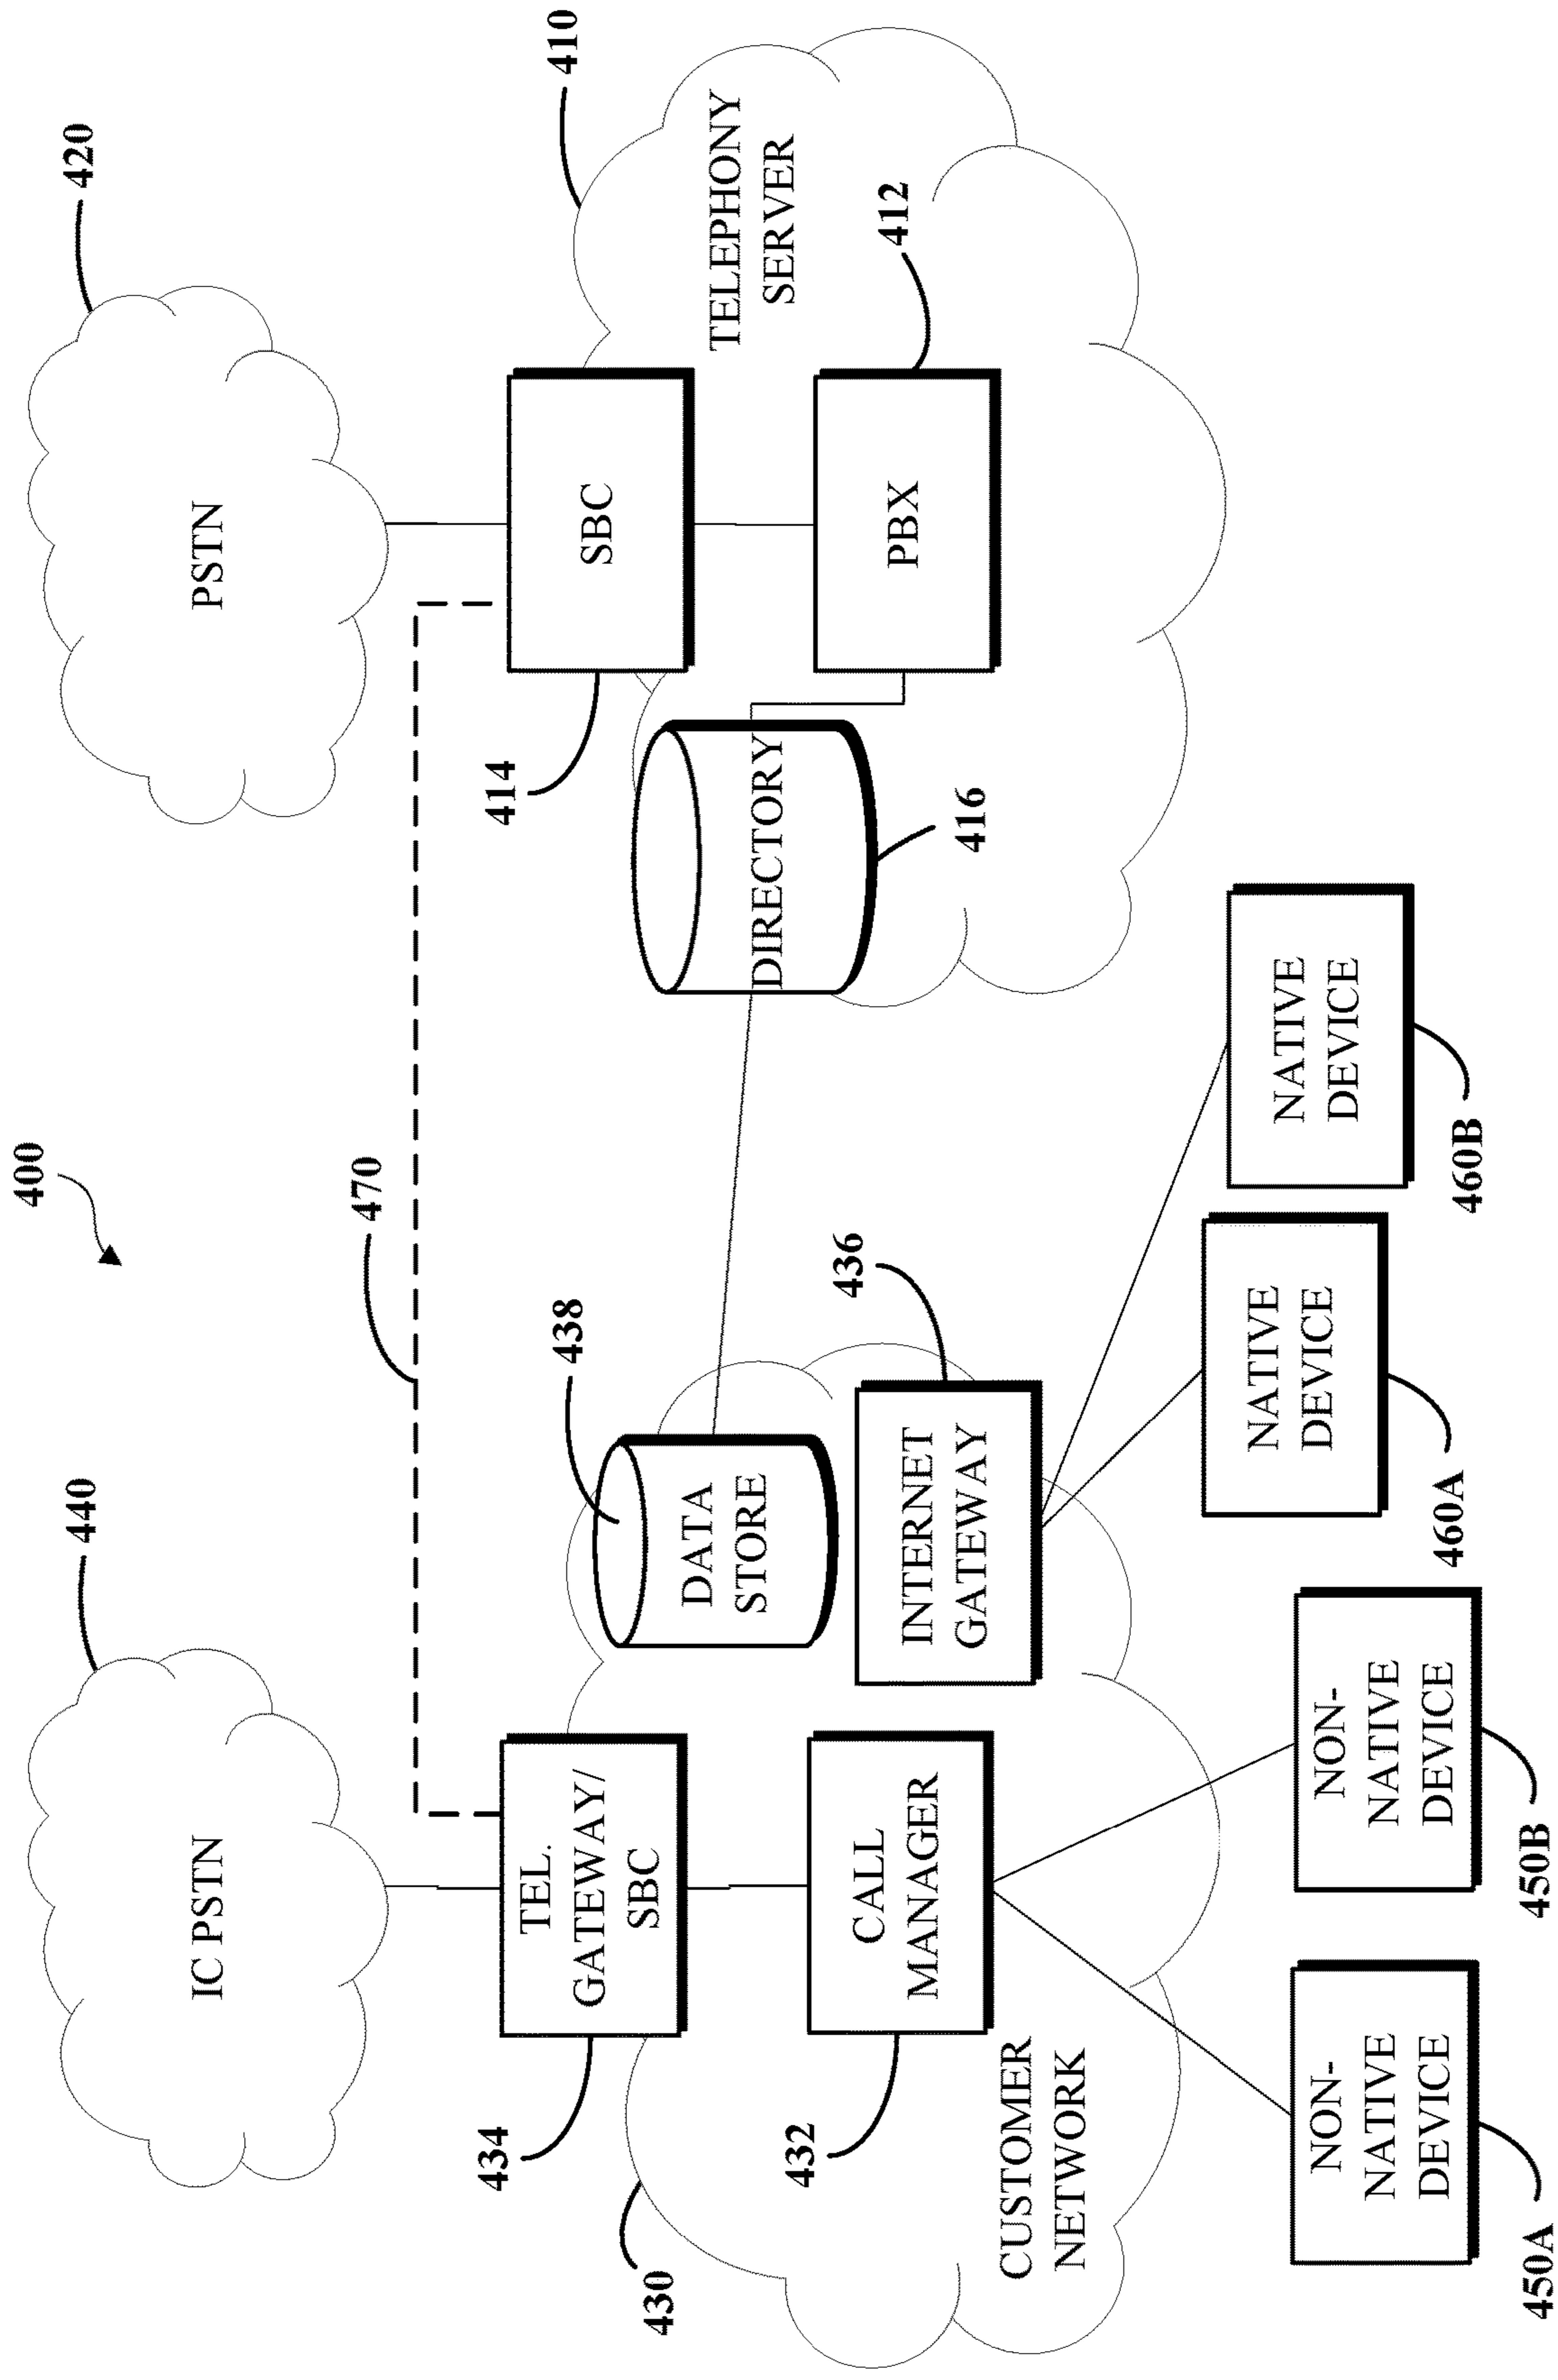 400
440
IC PSTN
420
PSTN
470
434
TEL.
GATEWAY/
SBC
438
DATA
STORE
414
SBC
410
TELEPHONY
SERVER
430
432
CALL
MANAGER
436
INTERNET
GATEWAY
DIRECTORY
416
PBX
412
CUSTOMER
NETWORK
NON-
NATIVE
DEVICE
450A
NON-
NATIVE
DEVICE
450B
NATIVE
DEVICE
460A
NATIVE
DEVICE
460B